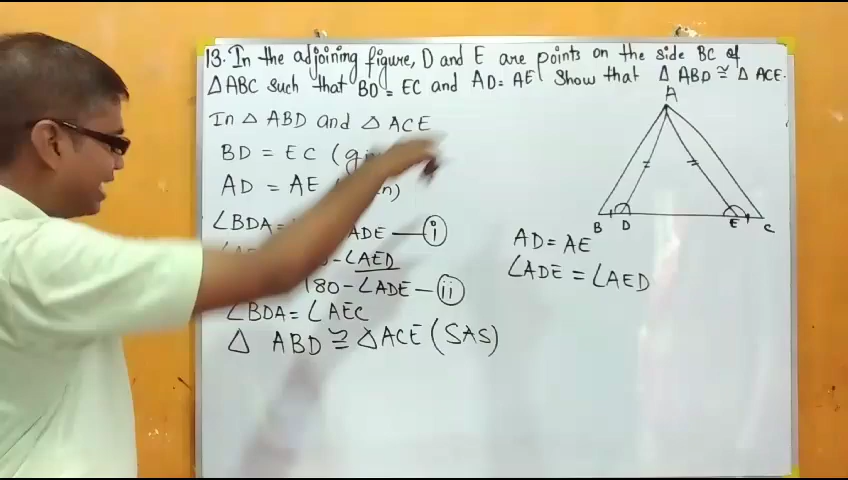 13. In the adjoining figure, D and E are points on the side BC of
△ABC such that BD = EC and AD = AE Show that △ ABD ≅ △ ACE.
In △ ABD and △ ACE
BD = EC
AD = AE
∠BDA = ADE — i
- ∠AED
180 - ∠ADE — ii
∠BDA = ∠AEC
△ ABD ≅ △ACE (SAS)
A
B D E C
AD = AE
∠ADE = ∠AED